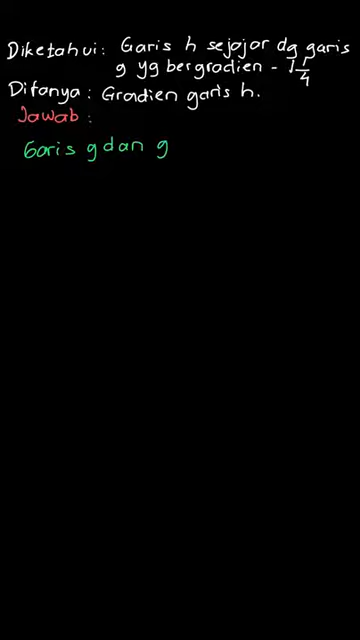 Diketahui: Garis h sejajar dg garis
g yg bergradien - 1 1/4
Ditanya: Gradien garis h.
Jawab:
Garis g dan g